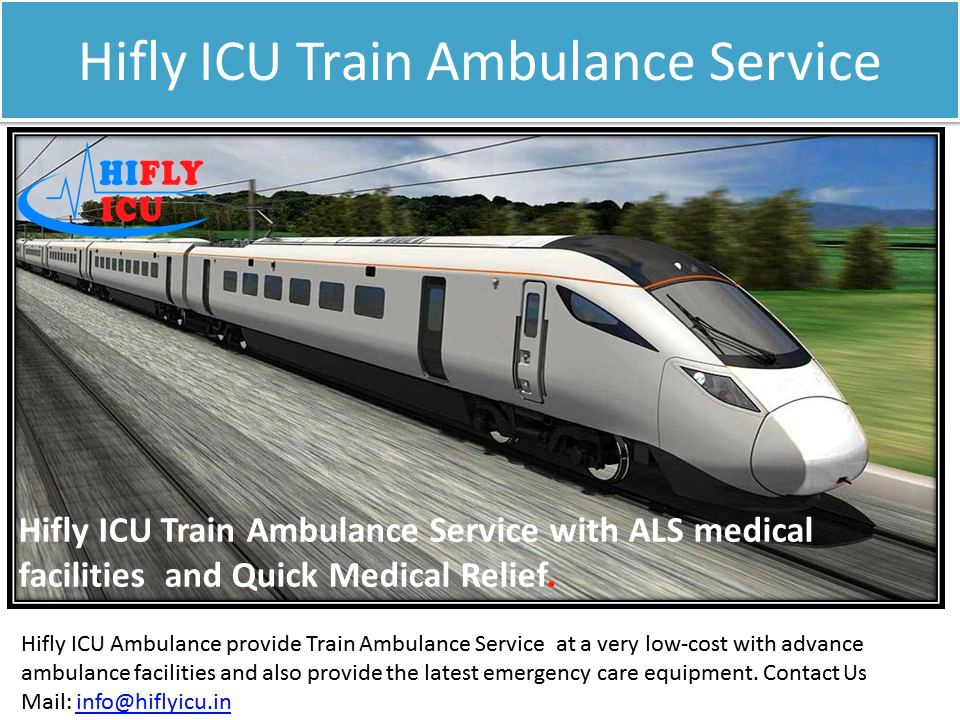 Hifly ICU Train Ambulance Service
HIFLY
ICU
Hifly ICU Train Ambulance Service with ALS medical
facilities  and Quick Medical Relief.
Hifly ICU Ambulance provide Train Ambulance Service  at a very low-cost with advance
ambulance facilities and also provide the latest emergency care equipment. Contact Us
Mail: info@hiflyicu.in